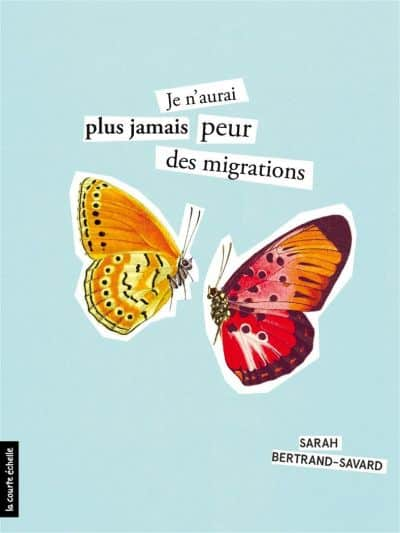 Je n'aurai
plus jamais peur
des migrations
SARAH
BERTRAND-SAVARD
la courte échelle